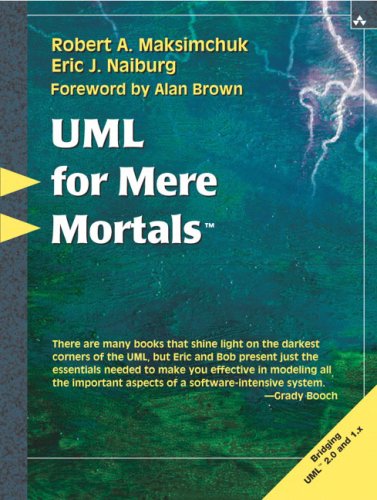 Robert A. Maksimchuk
Eric J. Naiburg
Foreword by Alan Brown
UML
for Mere
Mortals™
There are many books that shine light on the darkest
corners of the UML, but Eric and Bob present just the
essentials needed to make you effective in modeling all
the important aspects of a software-intensive system.
—Grady Booch
Bridging
UML™ 2.0 and 1.x